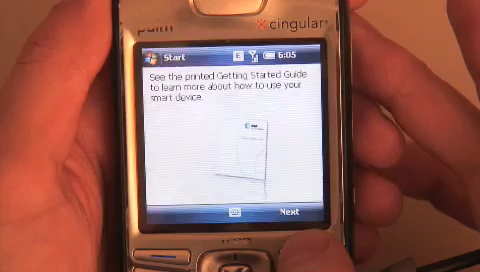 palm
cingular
Start
E
6:05
See the printed Getting Started Guide
to learn more about how to use your
smart device.
at&t
Next